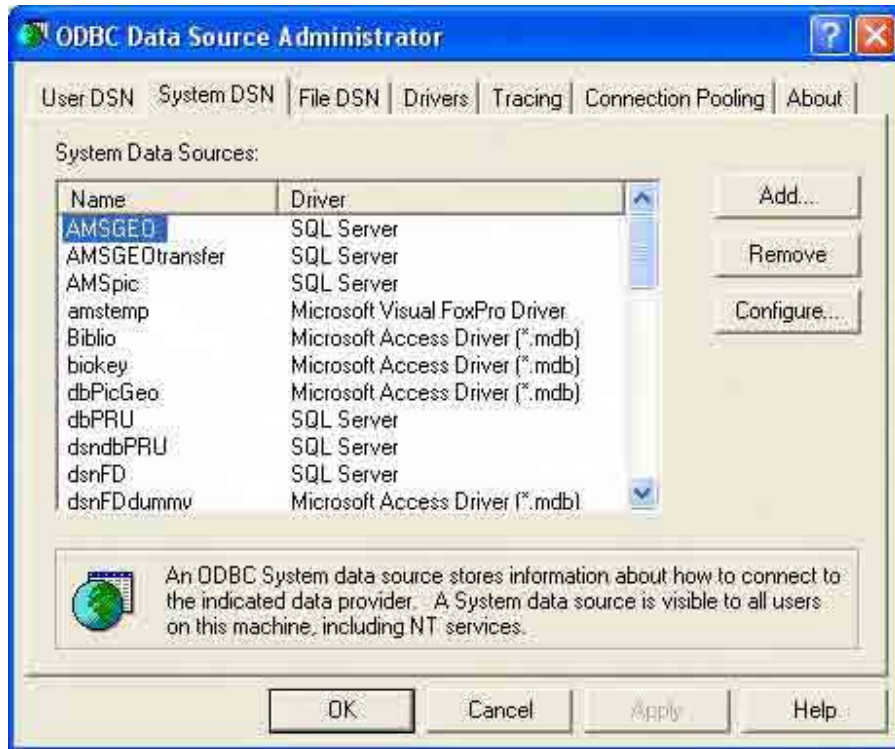 ODBC Data Source Administrator
User DSN System DSN File DSN Drivers Tracing Connection Pooling About
System Data Sources:
Name Driver
AMSGEO SQL Server
AMSGEOtransfer SQL Server
AMSpic SQL Server
amstemp Microsoft Visual FoxPro Driver
Biblio Microsoft Access Driver (*.mdb)
biokey Microsoft Access Driver (*.mdb)
dbPicGeo Microsoft Access Driver (*.mdb)
dbPRU SQL Server
dsndbPRU SQL Server
dsnFD SQL Server
dsnFDdummy Microsoft Access Driver (*.mdb)
Add...
Remove
Configure...
An ODBC System data source stores information about how to connect to
the indicated data provider. A System data source is visible to all users
on this machine, including NT services.
OK Cancel Apply Help